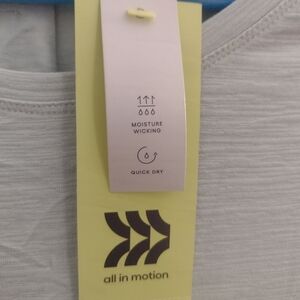 MOISTURE
WICKING
QUICK DRY
all in motion